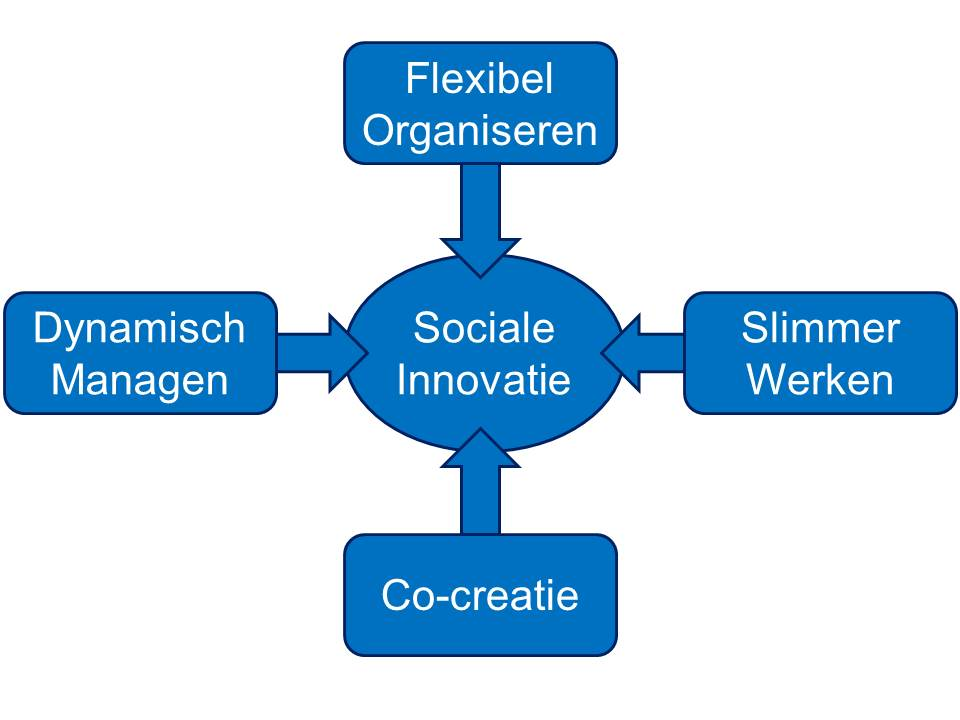 Flexibel
Organiseren
Dynamisch
Managen
Sociale
Innovatie
Slimmer
Werken
Co-creatie